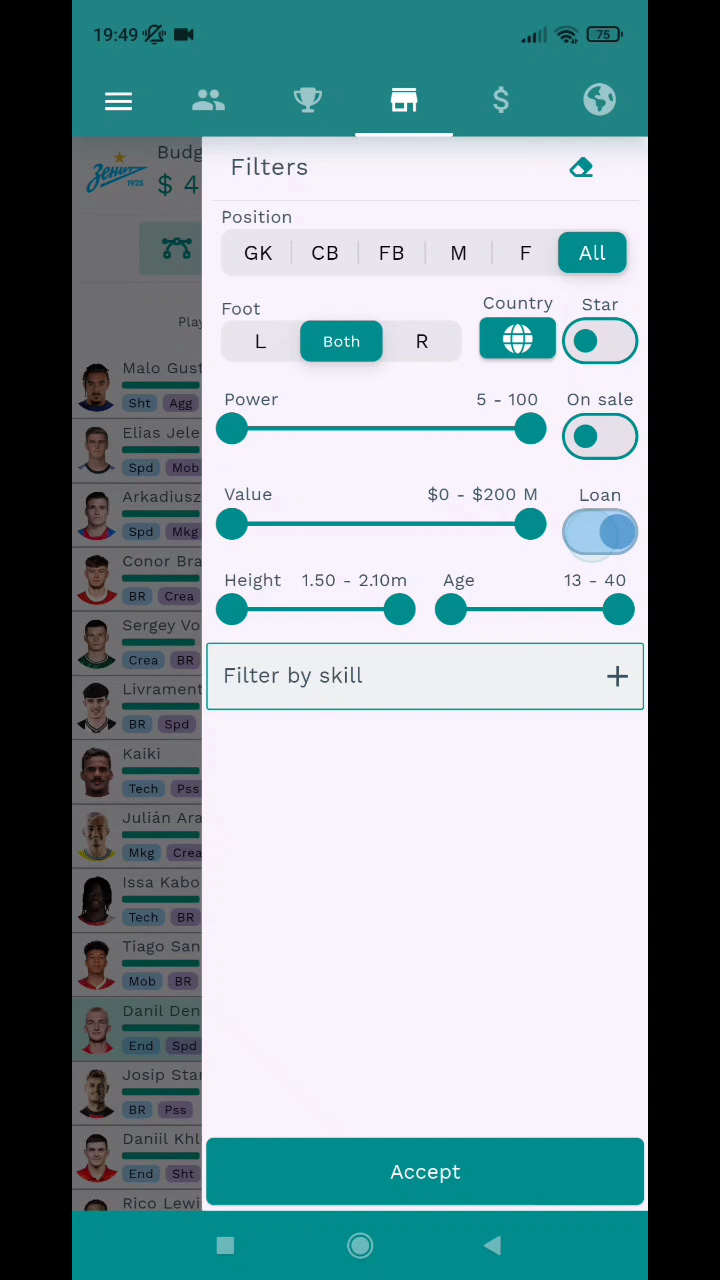 19:49
75
Budg
$ 4
Зенит
1925
Filters
Position
GK CB FB M F All
Foot
Country
Star
L Both R
Power 5 - 100
On sale
Value $0 - $200 M
Loan
Height 1.50 - 2.10m
Age 13 - 40
Filter by skill +
Accept
Play
Malo Gust
Sht Agg
Elias Jele
Spd Mob
Arkadiusz
Spd Mkg
Conor Bra
BR Crea
Sergey Vo
Crea BR
Livrament
BR Spd
Kaiki
Tech Pss
Julián Ara
Mkg Crea
Issa Kabo
Tech BR
Tiago San
Mob BR
Danil Den
End Spd
Josip Star
BR Pss
Daniil Khl
End Sht
Rico Lewi